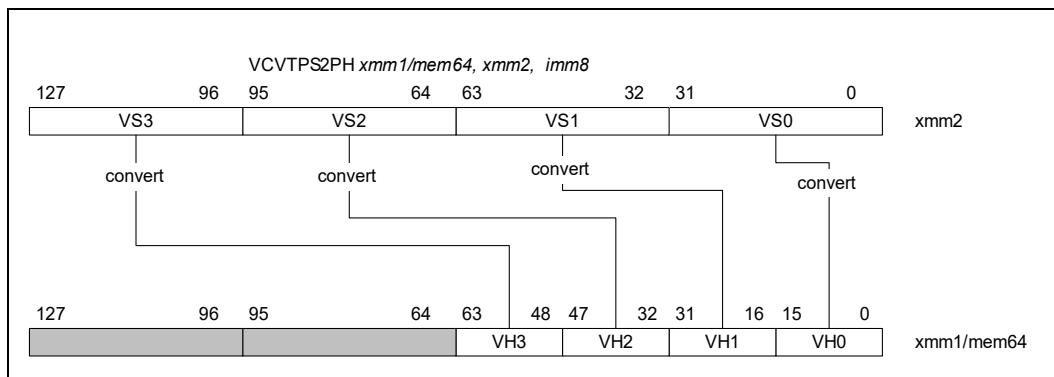 VCVTPS2PH xmm1/mem64, xmm2, imm8
127 96 95 64 63 32 31 0
VS3 VS2 VS1 VS0 xmm2
convert convert convert convert
127 96 95 64 63 48 47 32 31 16 15 0
VH3 VH2 VH1 VH0 xmm1/mem64